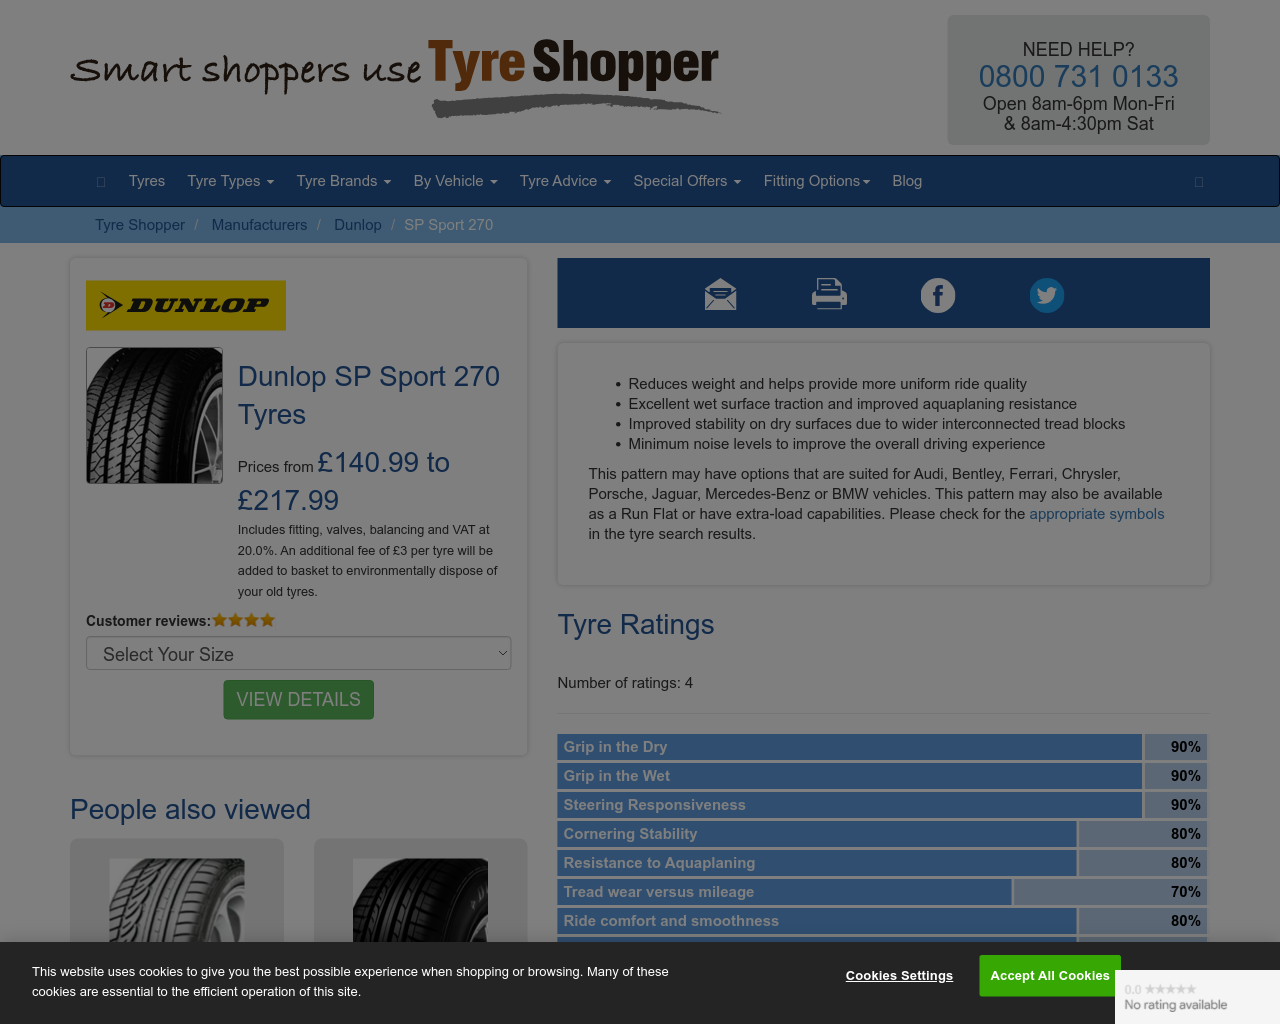 Smart shoppers use Tyre Shopper
NEED HELP?
0800 731 0133
Open 8am-6pm Mon-Fri
& 8am-4:30pm Sat
Tyres Tyre Types Tyre Brands By Vehicle Tyre Advice Special Offers Fitting Options Blog
Tyre Shopper / Manufacturers / Dunlop / SP Sport 270
D DUNLOP
Dunlop SP Sport 270
Tyres
Prices from £140.99 to
£217.99
Includes fitting, valves, balancing and VAT at
20.0%. An additional fee of £3 per tyre will be
added to basket to environmentally dispose of
your old tyres.
Customer reviews:
Select Your Size
VIEW DETAILS
People also viewed
• Reduces weight and helps provide more uniform ride quality
• Excellent wet surface traction and improved aquaplaning resistance
• Improved stability on dry surfaces due to wider interconnected tread blocks
• Minimum noise levels to improve the overall driving experience
This pattern may have options that are suited for Audi, Bentley, Ferrari, Chrysler,
Porsche, Jaguar, Mercedes-Benz or BMW vehicles. This pattern may also be available
as a Run Flat or have extra-load capabilities. Please check for the appropriate symbols
in the tyre search results.
Tyre Ratings
Number of ratings: 4
Grip in the Dry 90%
Grip in the Wet 90%
Steering Responsiveness 90%
Cornering Stability 80%
Resistance to Aquaplaning 80%
Tread wear versus mileage 70%
Ride comfort and smoothness 80%
This website uses cookies to give you the best possible experience when shopping or browsing. Many of these
cookies are essential to the efficient operation of this site.
Cookies Settings
Accept All Cookies
0.0 ★★★★★
No rating available